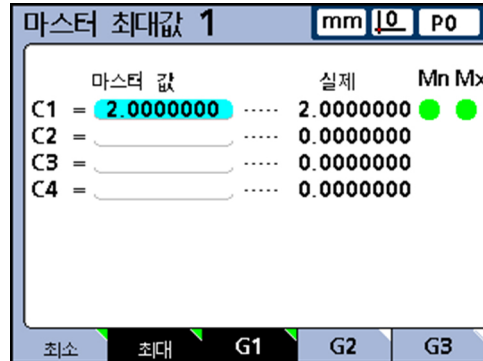 마스터 최대값 1 mm 0 P0
마스터 값 실제 Mn Mx
C1 = 2.0000000 ····· 2.0000000
C2 = ····· 0.0000000
C3 = ····· 0.0000000
C4 = ····· 0.0000000
최소 최대 G1 G2 G3